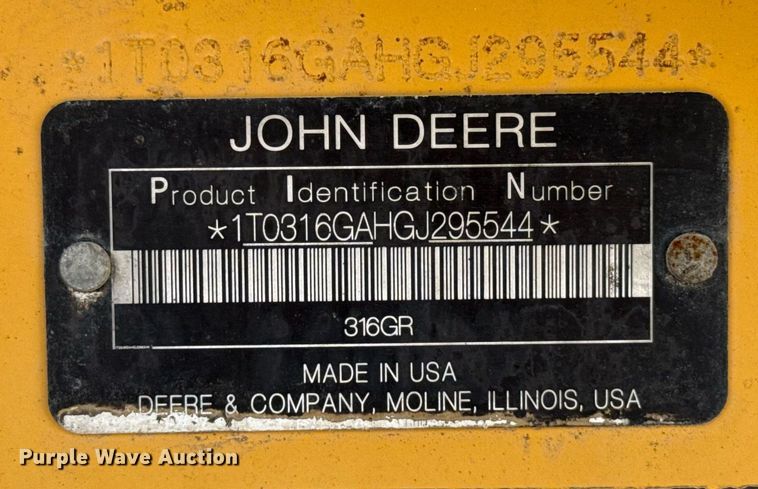 *1T0316GAHGJ295544*
JOHN DEERE
Product Identification Number
*1T0316GAHGJ295544*
316GR
MADE IN USA
DEERE & COMPANY, MOLINE, ILLINOIS, USA
Purple Wave Auction